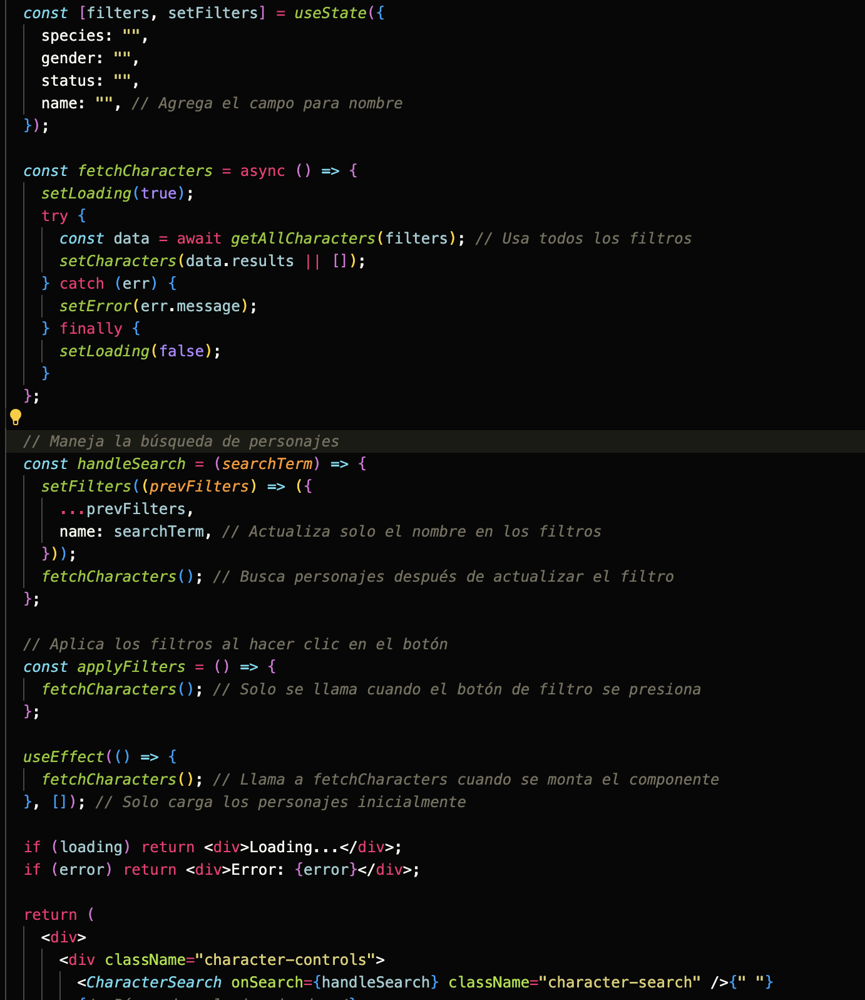 const [filters, setFilters] = useState({
species: "",
gender: "",
status: "",
name: "", // Agrega el campo para nombre
});
const fetchCharacters = async () => {
setLoading(true);
try {
const data = await getAllCharacters(filters); // Usa todos los filtros
setCharacters(data.results || []);
} catch (err) {
setError(err.message);
} finally {
setLoading(false);
}
};
// Maneja la búsqueda de personajes
const handleSearch = (searchTerm) => {
setFilters((prevFilters) => ({
...prevFilters,
name: searchTerm, // Actualiza solo el nombre en los filtros
}));
fetchCharacters(); // Busca personajes después de actualizar el filtro
};
// Aplica los filtros al hacer clic en el botón
const applyFilters = () => {
fetchCharacters(); // Solo se llama cuando el botón de filtro se presiona
};
useEffect(() => {
fetchCharacters(); // Llama a fetchCharacters cuando se monta el componente
}, []); // Solo carga los personajes inicialmente
if (loading) return <div>Loading...</div>;
if (error) return <div>Error: {error}</div>;
return (
<div>
<div className="character-controls">
<CharacterSearch onSearch={handleSearch} className="character-search" />{" "}